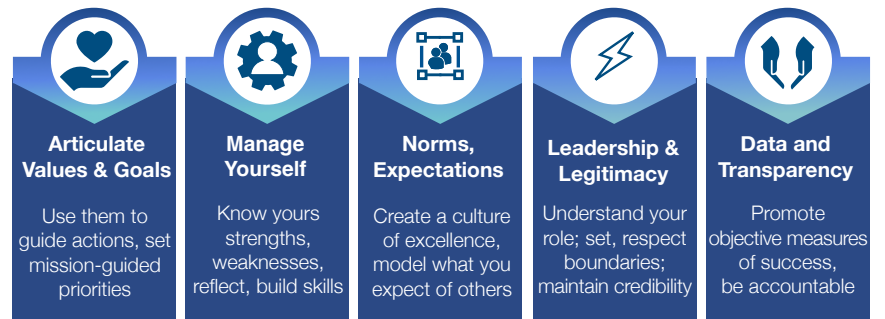 Articulate
Values & Goals
Use them to
guide actions, set
mission-guided
priorities
Manage
Yourself
Know yours
strengths,
weaknesses,
reflect, build skills
Norms,
Expectations
Create a culture
of excellence,
model what you
expect of others
Leadership &
Legitimacy
Understand your
role; set, respect
boundaries;
maintain credibility
Data and
Transparency
Promote
objective measures
of success,
be accountable